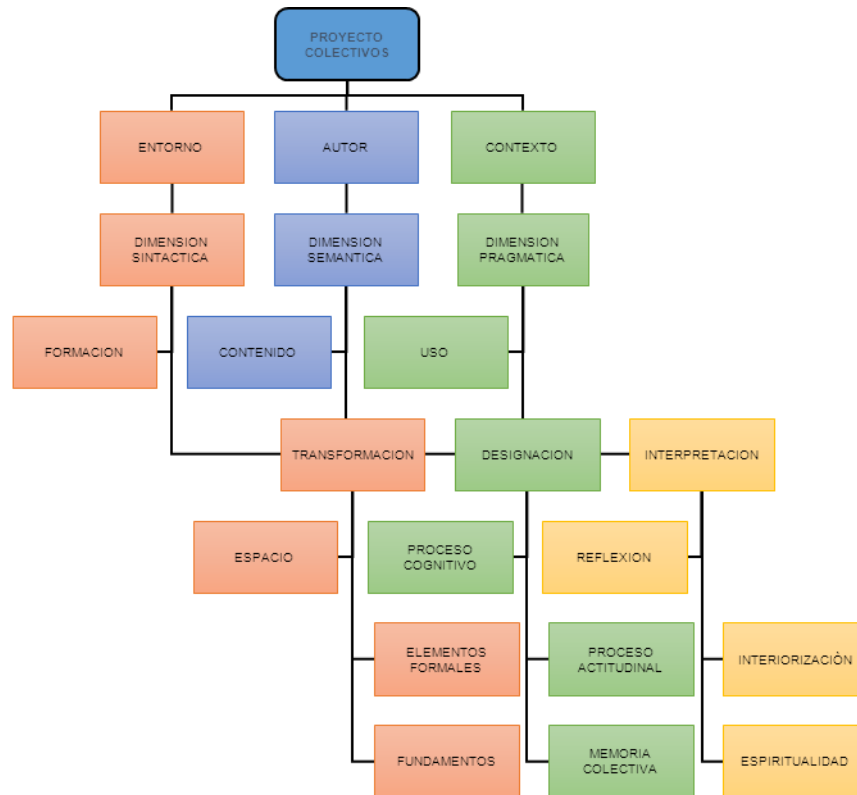 PROYECTO
COLECTIVOS
ENTORNO
AUTOR
CONTEXTO
DIMENSION
SINTACTICA
DIMENSION
SEMANTICA
DIMENSION
PRAGMATICA
FORMACION
CONTENIDO
USO
TRANSFORMACION
DESIGNACION
INTERPRETACION
ESPACIO
PROCESO
COGNITIVO
REFLEXION
ELEMENTOS
FORMALES
PROCESO
ACTITUDINAL
INTERIORIZACIÒN
FUNDAMENTOS
MEMORIA
COLECTIVA
ESPIRITUALIDAD